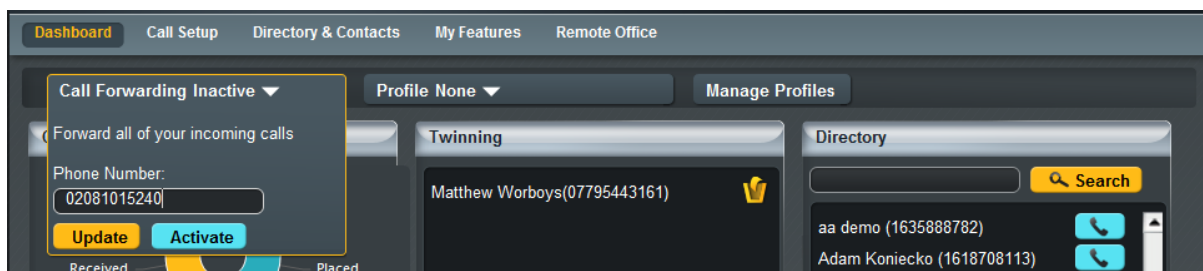 Dashboard Call Setup Directory & Contacts My Features Remote Office
Call Forwarding Inactive Profile None Manage Profiles
Forward all of your incoming calls
Phone Number:
02081015240
Update Activate
Received Placed
Twinning
Matthew Worboys(07795443161)
Directory
Search
aa demo (1635888782)
Adam Koniecko (1618708113)